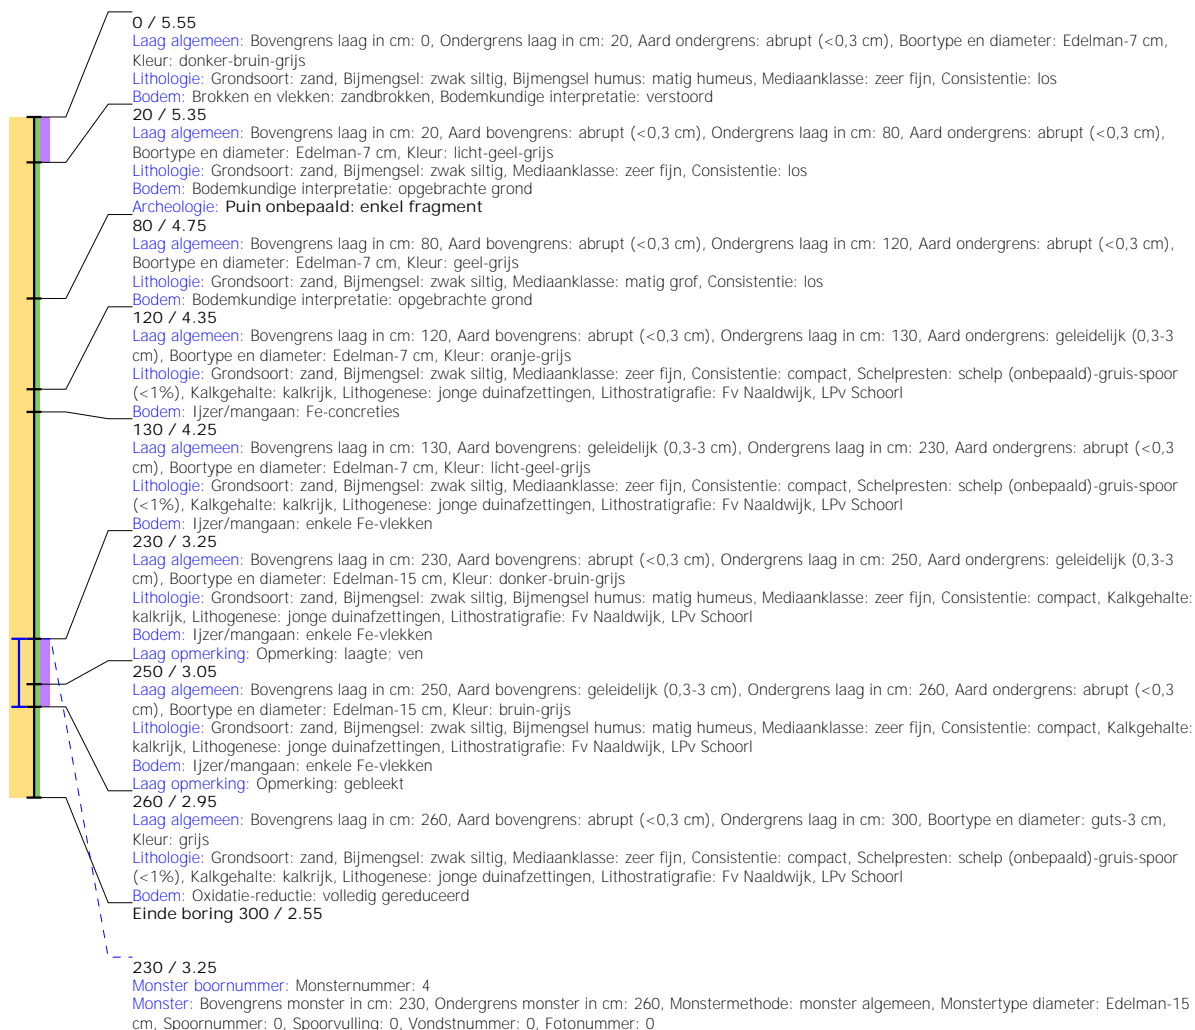 0 / 5.55
Laag algemeen: Bovengrens laag in cm: 0, Ondergrens laag in cm: 20, Aard ondergrens: abrupt (<0,3 cm), Boortype en diameter: Edelman-7 cm,
Kleur: donker-bruin-grijs
Lithologie: Grondsoort: zand, Bijmengsel: zwak siltig, Bijmengsel humus: matig humeus, Mediaanklasse: zeer fijn, Consistentie: los
Bodem: Brokken en vlekken: zandbrokken, Bodemkundige interpretatie: verstoord
20 / 5.35
Laag algemeen: Bovengrens laag in cm: 20, Aard bovengrens: abrupt (<0,3 cm), Ondergrens laag in cm: 80, Aard ondergrens: abrupt (<0,3 cm),
Boortype en diameter: Edelman-7 cm, Kleur: licht-geel-grijs
Lithologie: Grondsoort: zand, Bijmengsel: zwak siltig, Mediaanklasse: zeer fijn, Consistentie: los
Bodem: Bodemkundige interpretatie: opgebrachte grond
Archeologie: Puin onbepaald: enkel fragment
80 / 4.75
Laag algemeen: Bovengrens laag in cm: 80, Aard bovengrens: abrupt (<0,3 cm), Ondergrens laag in cm: 120, Aard ondergrens: abrupt (<0,3 cm),
Boortype en diameter: Edelman-7 cm, Kleur: geel-grijs
Lithologie: Grondsoort: zand, Bijmengsel: zwak siltig, Mediaanklasse: matig grof, Consistentie: los
Bodem: Bodemkundige interpretatie: opgebrachte grond
120 / 4.35
Laag algemeen: Bovengrens laag in cm: 120, Aard bovengrens: abrupt (<0,3 cm), Ondergrens laag in cm: 130, Aard ondergrens: geleidelijk (0,3-3
cm), Boortype en diameter: Edelman-7 cm, Kleur: oranje-grijs
Lithologie: Grondsoort: zand, Bijmengsel: zwak siltig, Mediaanklasse: zeer fijn, Consistentie: compact, Schelpresten: schelp (onbepaald)-gruis-spoor
(<1%), Kalkgehalte: kalkrijk, Lithogenese: jonge duinafzettingen, Lithostratigrafie: Fv Naaldwijk, LPv Schoorl
Bodem: Ijzer/mangaan: Fe-concreties
130 / 4.25
Laag algemeen: Bovengrens laag in cm: 130, Aard bovengrens: geleidelijk (0,3-3 cm), Ondergrens laag in cm: 230, Aard ondergrens: abrupt (<0,3
cm), Boortype en diameter: Edelman-7 cm, Kleur: licht-geel-grijs
Lithologie: Grondsoort: zand, Bijmengsel: zwak siltig, Mediaanklasse: zeer fijn, Consistentie: compact, Schelpresten: schelp (onbepaald)-gruis-spoor
(<1%), Kalkgehalte: kalkrijk, Lithogenese: jonge duinafzettingen, Lithostratigrafie: Fv Naaldwijk, LPv Schoorl
Bodem: Ijzer/mangaan: enkele Fe-vlekken
230 / 3.25
Laag algemeen: Bovengrens laag in cm: 230, Aard bovengrens: abrupt (<0,3 cm), Ondergrens laag in cm: 250, Aard ondergrens: geleidelijk (0,3-3
cm), Boortype en diameter: Edelman-15 cm, Kleur: donker-bruin-grijs
Lithologie: Grondsoort: zand, Bijmengsel: zwak siltig, Bijmengsel humus: matig humeus, Mediaanklasse: zeer fijn, Consistentie: compact, Kalkgehalte:
kalkrijk, Lithogenese: jonge duinafzettingen, Lithostratigrafie: Fv Naaldwijk, LPv Schoorl
Bodem: Ijzer/mangaan: enkele Fe-vlekken
Laag opmerking: Opmerking: laagte; ven
250 / 3.05
Laag algemeen: Bovengrens laag in cm: 250, Aard bovengrens: geleidelijk (0,3-3 cm), Ondergrens laag in cm: 260, Aard ondergrens: abrupt (<0,3
cm), Boortype en diameter: Edelman-15 cm, Kleur: bruin-grijs
Lithologie: Grondsoort: zand, Bijmengsel: zwak siltig, Bijmengsel humus: matig humeus, Mediaanklasse: zeer fijn, Consistentie: compact, Kalkgehalte:
kalkrijk, Lithogenese: jonge duinafzettingen, Lithostratigrafie: Fv Naaldwijk, LPv Schoorl
Bodem: Ijzer/mangaan: enkele Fe-vlekken
Laag opmerking: Opmerking: gebleekt
260 / 2.95
Laag algemeen: Bovengrens laag in cm: 260, Aard bovengrens: abrupt (<0,3 cm), Ondergrens laag in cm: 300, Boortype en diameter: guts-3 cm,
Kleur: grijs
Lithologie: Grondsoort: zand, Bijmengsel: zwak siltig, Mediaanklasse: zeer fijn, Consistentie: compact, Schelpresten: schelp (onbepaald)-gruis-spoor
(<1%), Kalkgehalte: kalkrijk, Lithogenese: jonge duinafzettingen, Lithostratigrafie: Fv Naaldwijk, LPv Schoorl
Bodem: Oxidatie-reductie: volledig gereduceerd
Einde boring 300 / 2.55
230 / 3.25
Monster boornummer: Monsternummer: 4
Monster: Bovengrens monster in cm: 230, Ondergrens monster in cm: 260, Monstermethode: monster algemeen, Monstertype diameter: Edelman-15
cm, Spoornummer: 0, Spoorvulling: 0, Vondstnummer: 0, Fotonummer: 0